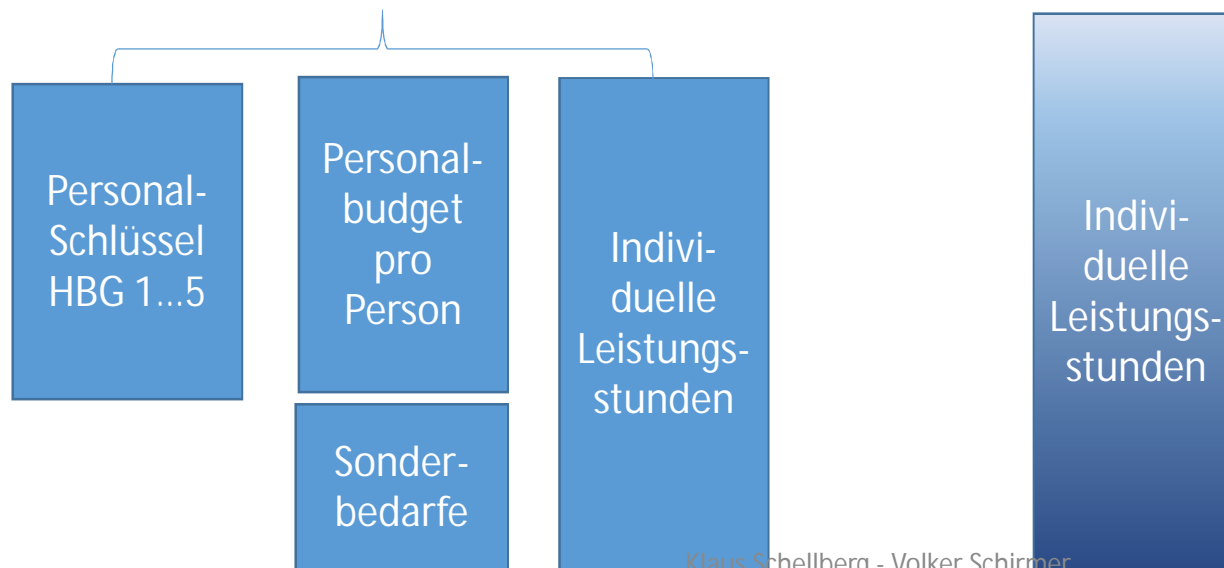 Personal-
Schlüssel
HBG 1...5
Personal-
budget
pro
Person
Sonder-
bedarfe
Indivi-
duelle
Leistungs-
stunden
Indivi-
duelle
Leistungs-
stunden
Klaus Schellberg - Volker Schirmer